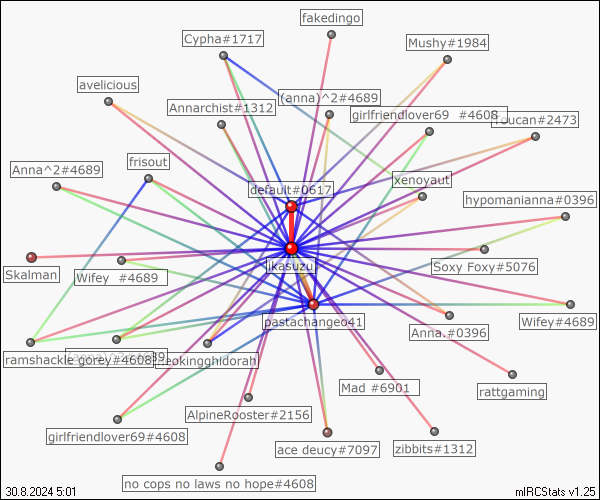 fakedingo
Cypha#1717
Mushy#1984
avelicious
(anna)^2#4689
Annarchist#1312
girlfriendlover69 #4608
Toucan#2473
Anna^2#4689
frisout
default#0617
xenoyaut
hypomanianna#0396
ikasuzu
Soxy Foxy#5076
Skalman
Wifey #4689
pastachangeo41
Anna.#0396
Wifey#4689
ramshackle gorey#4608
neokingghidorah
Mad #6901
rattgaming
AlpineRooster#2156
girlfriendlover69#4608
ace deucy#7097
zibbits#1312
no cops no laws no hope#4608
30.8.2024 5:01
mIRCStats v1.25